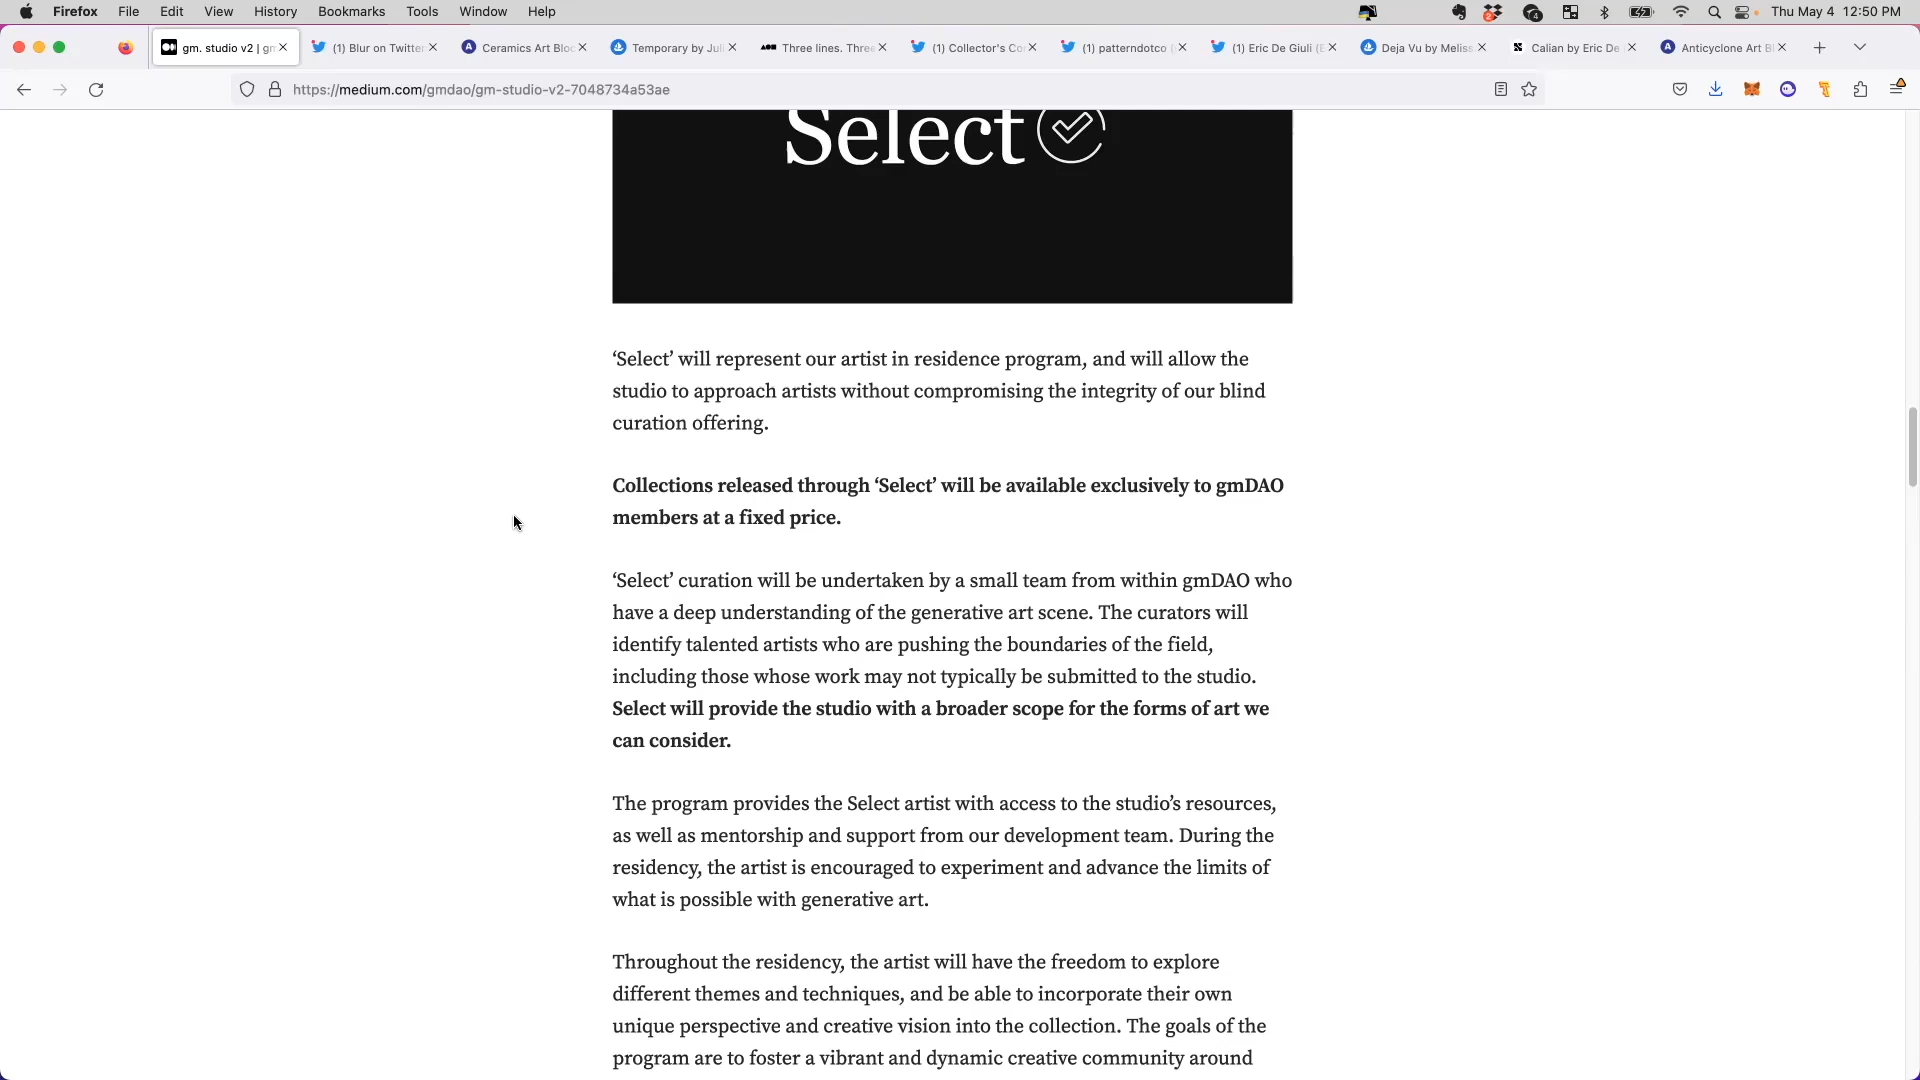 Firefox File Edit View History Bookmarks Tools Window Help Thu May 4 12:50 PM
gm. studio v2 | gm (1) Blur on Twitter Ceramics Art Bloc Temporary by Juli Three lines. Three (1) Collector's Co (1) patterndotco ( (1) Eric De Giuli (E Deja Vu by Meliss Calian by Eric De Anticyclone Art Bl
https://medium.com/gmdao/gm-studio-v2-7048734a53ae
Select
‘Select’ will represent our artist in residence program, and will allow the
studio to approach artists without compromising the integrity of our blind
curation offering.
Collections released through ‘Select’ will be available exclusively to gmDAO
members at a fixed price.
‘Select’ curation will be undertaken by a small team from within gmDAO who
have a deep understanding of the generative art scene. The curators will
identify talented artists who are pushing the boundaries of the field,
including those whose work may not typically be submitted to the studio.
Select will provide the studio with a broader scope for the forms of art we
can consider.
The program provides the Select artist with access to the studio’s resources,
as well as mentorship and support from our development team. During the
residency, the artist is encouraged to experiment and advance the limits of
what is possible with generative art.
Throughout the residency, the artist will have the freedom to explore
different themes and techniques, and be able to incorporate their own
unique perspective and creative vision into the collection. The goals of the
program are to foster a vibrant and dynamic creative community around